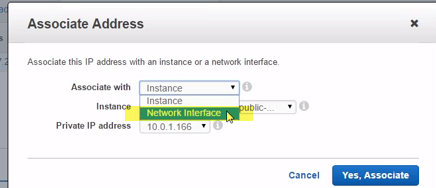 Associate Address
Associate this IP address with an instance or a network interface.
Associate with Instance
Instance
Network Interface
Instance public-...
Private IP address 10.0.1.166
Cancel Yes, Associate